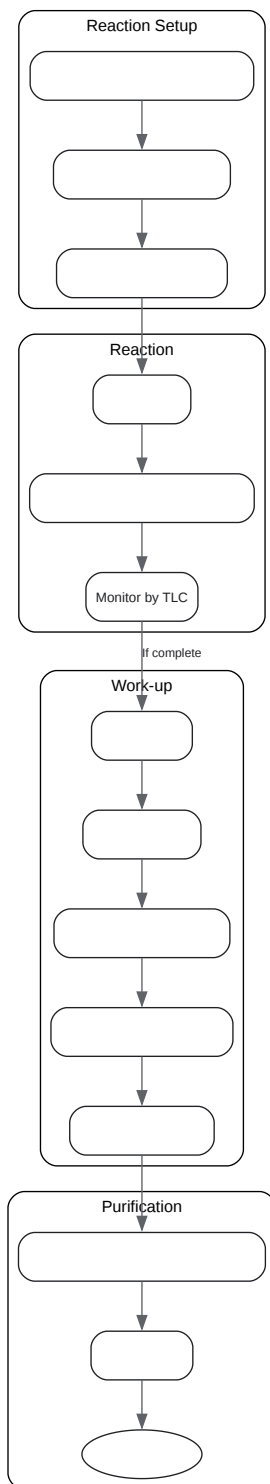 Reaction Setup
Reaction
Monitor by TLC
If complete
Work-up
Purification